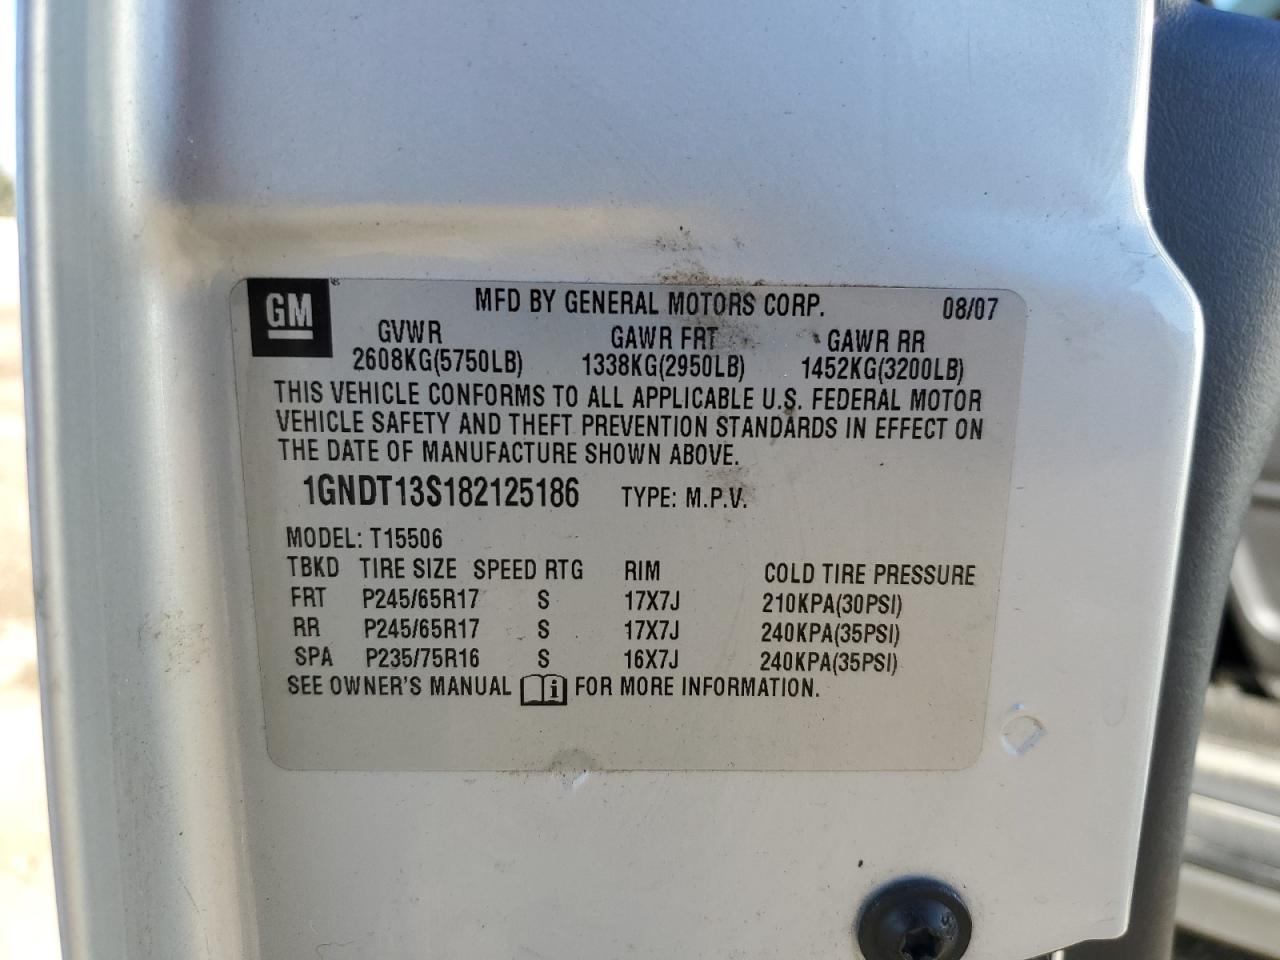 GM MFD BY GENERAL MOTORS CORP. 08/07
GVWR GAWR FRT GAWR RR
2608KG(5750LB) 1338KG(2950LB) 1452KG(3200LB)
THIS VEHICLE CONFORMS TO ALL APPLICABLE U.S. FEDERAL MOTOR
VEHICLE SAFETY AND THEFT PREVENTION STANDARDS IN EFFECT ON
THE DATE OF MANUFACTURE SHOWN ABOVE.
1GNDT13S182125186 TYPE: M.P.V.
MODEL: T15506
TBKD TIRE SIZE SPEED RTG RIM COLD TIRE PRESSURE
FRT P245/65R17 S 17X7J 210KPA(30PSI)
RR P245/65R17 S 17X7J 240KPA(35PSI)
SPA P235/75R16 S 16X7J 240KPA(35PSI)
SEE OWNER'S MANUAL i FOR MORE INFORMATION.